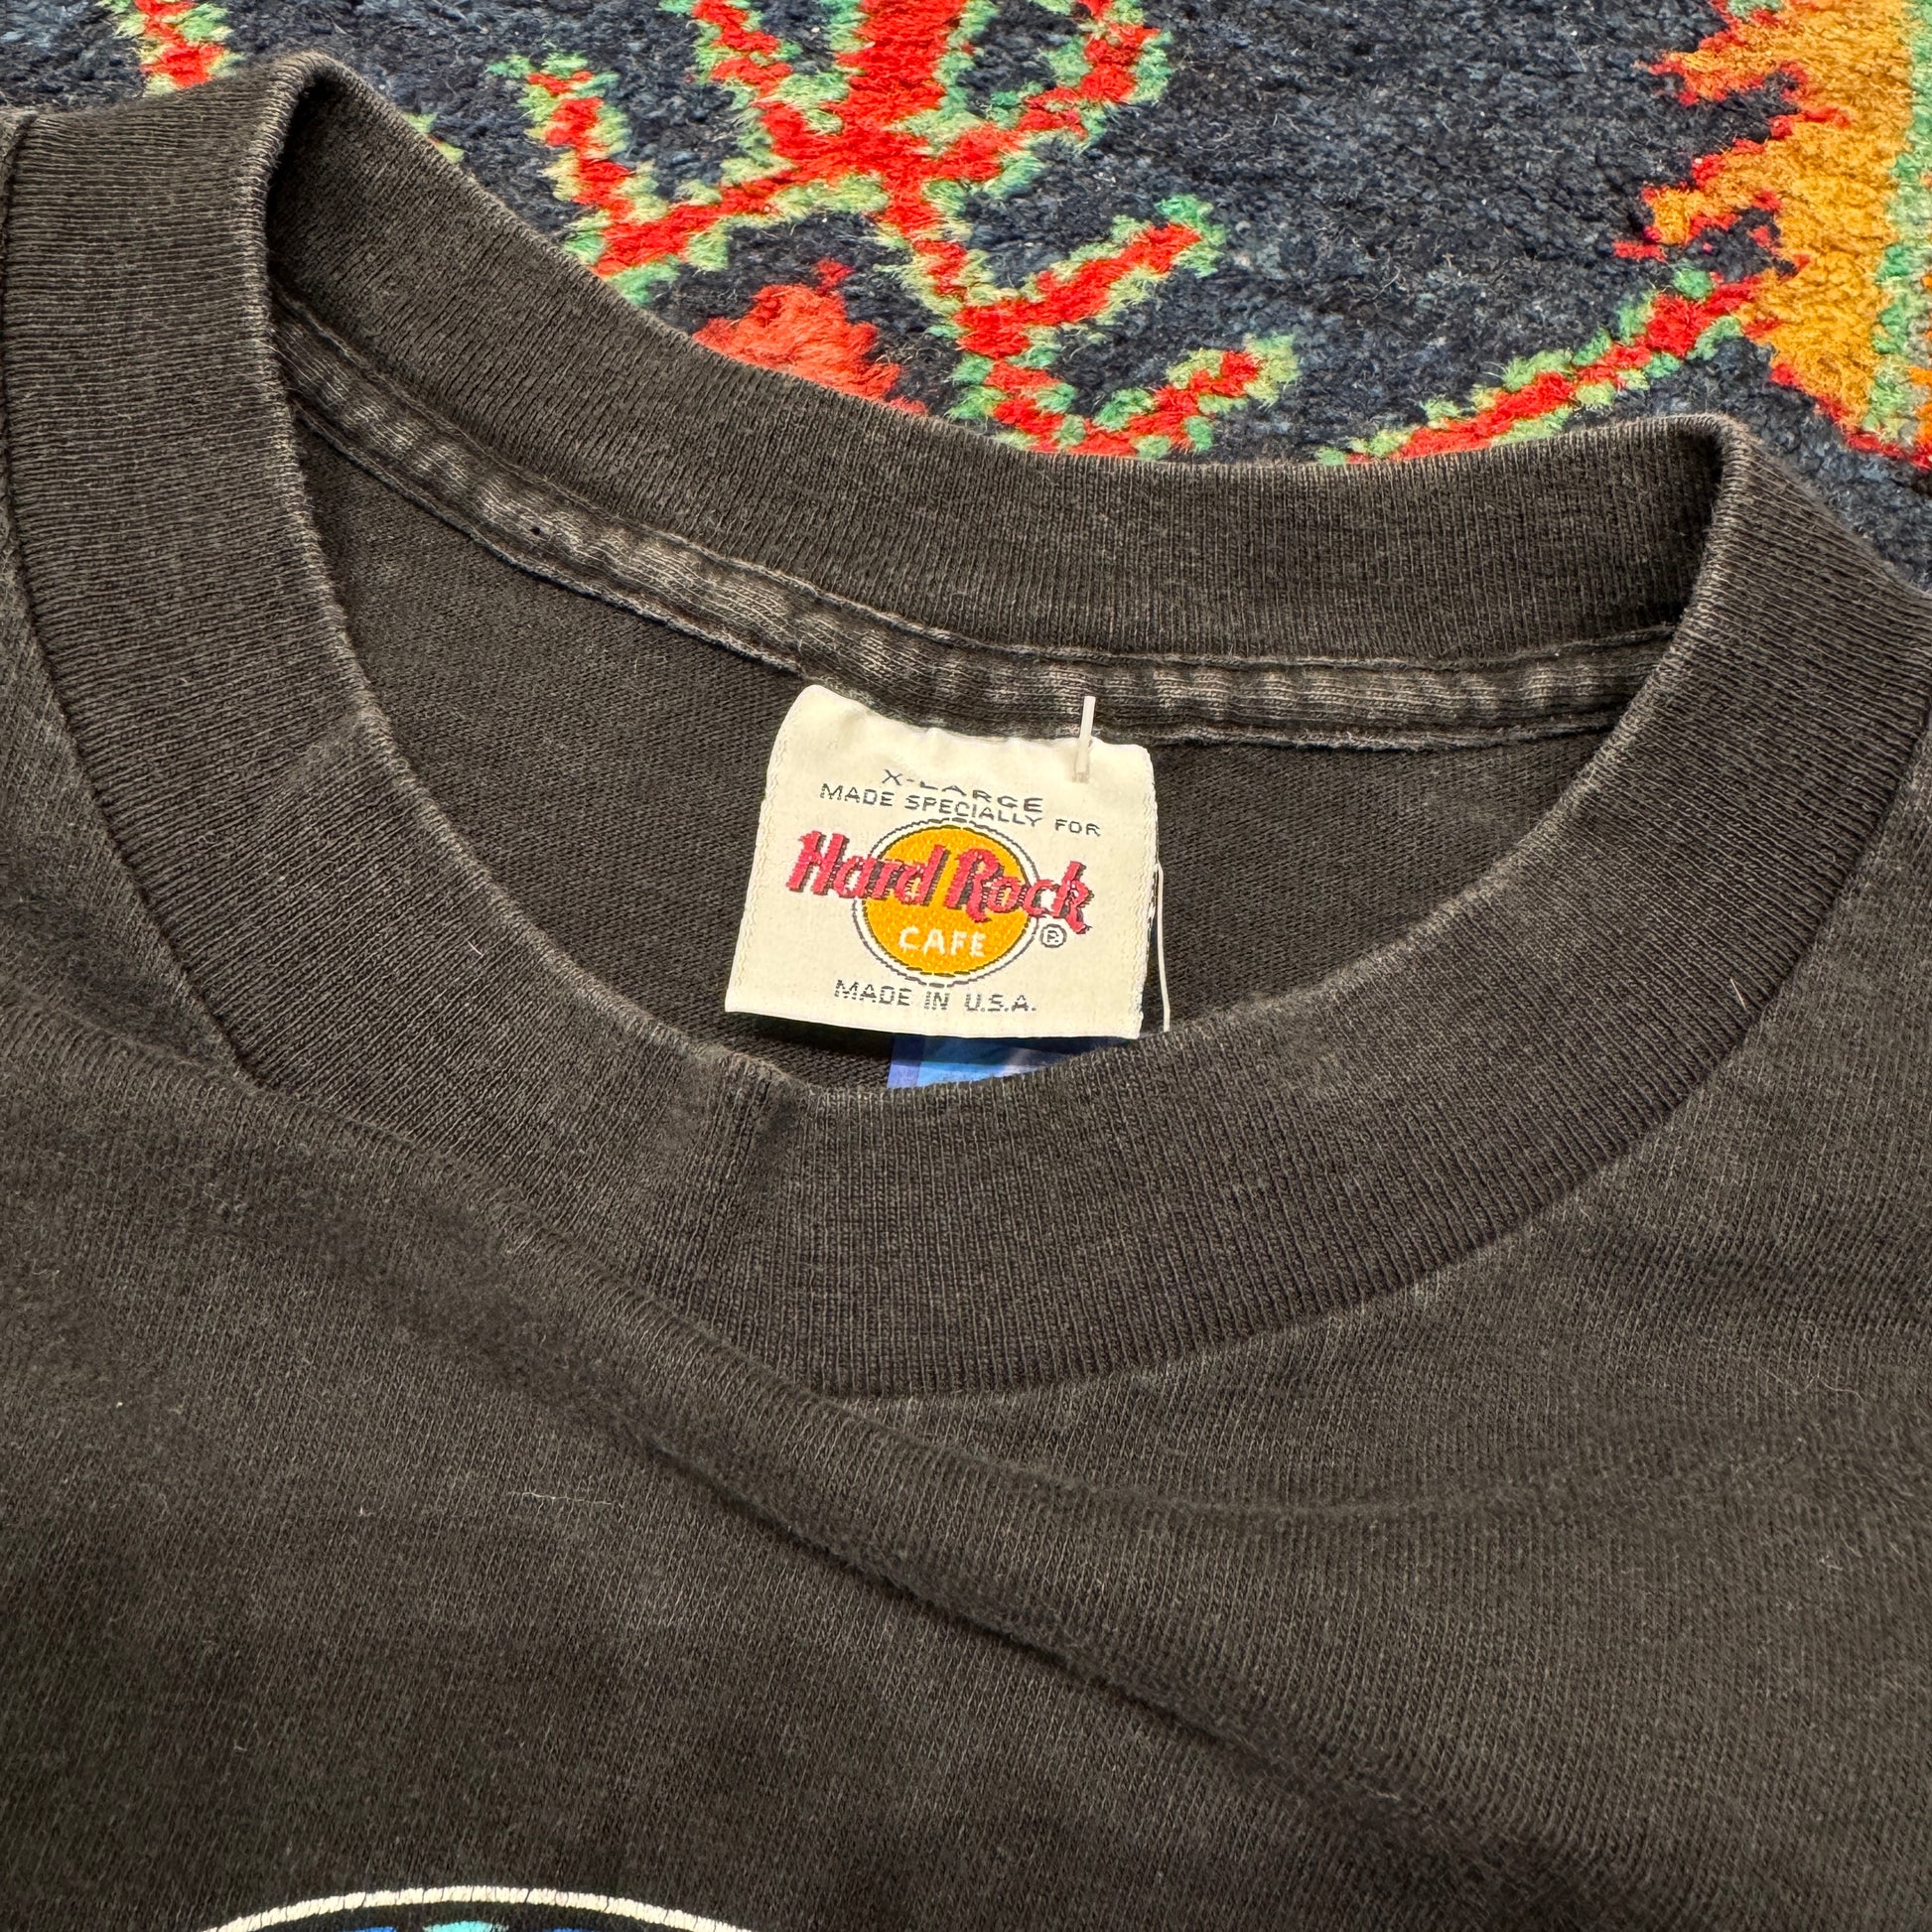 X-LARGE
MADE SPECIALLY FOR
Hard Rock
CAFE
®
MADE IN U.S.A.